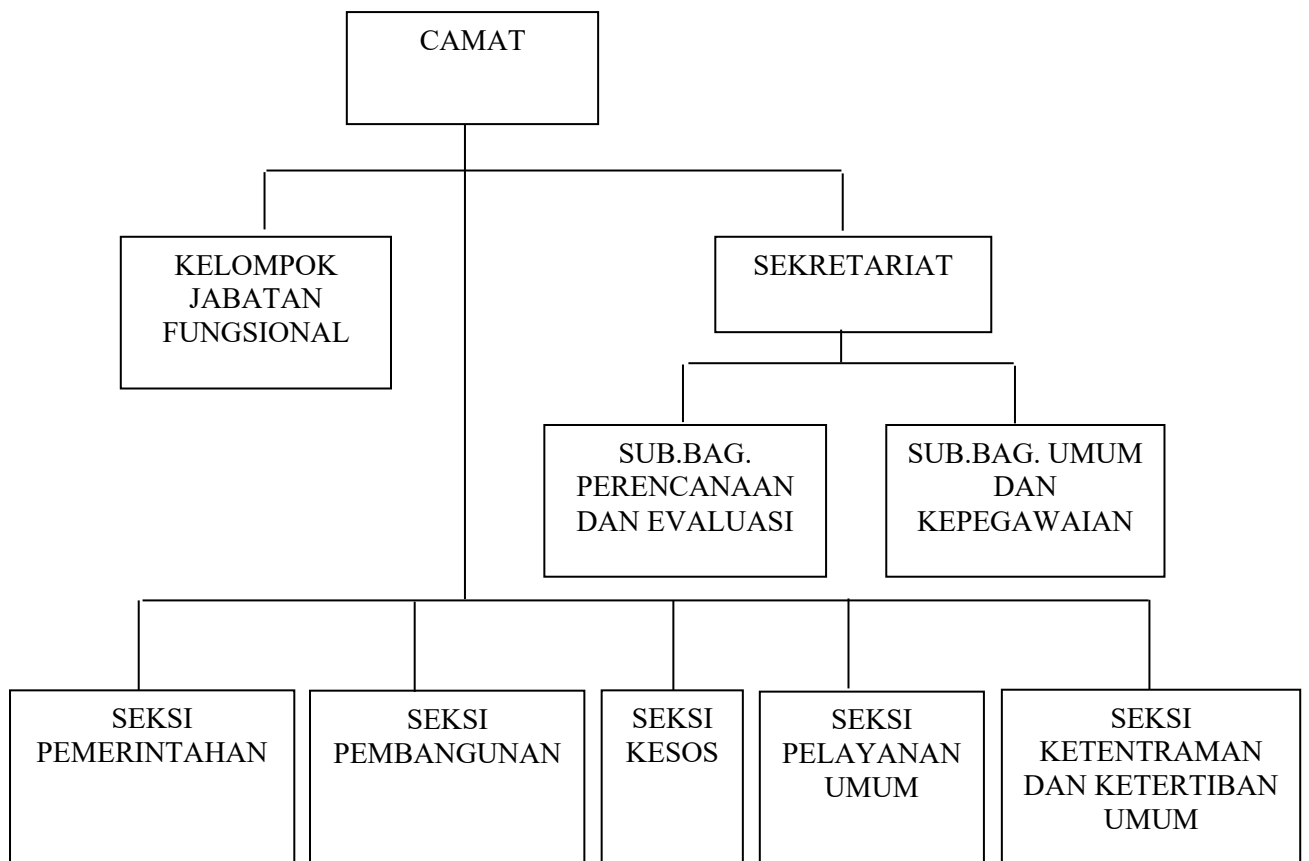 CAMAT
KELOMPOK
JABATAN
FUNGSIONAL
SEKRETARIAT
SUB.BAG.
PERENCANAAN
DAN EVALUASI
SUB.BAG. UMUM
DAN
KEPEGAWAIAN
SEKSI
PEMERINTAHAN
SEKSI
PEMBANGUNAN
SEKSI
KESOS
SEKSI
PELAYANAN
UMUM
SEKSI
KETENTRAMAN
DAN KETERTIBAN
UMUM